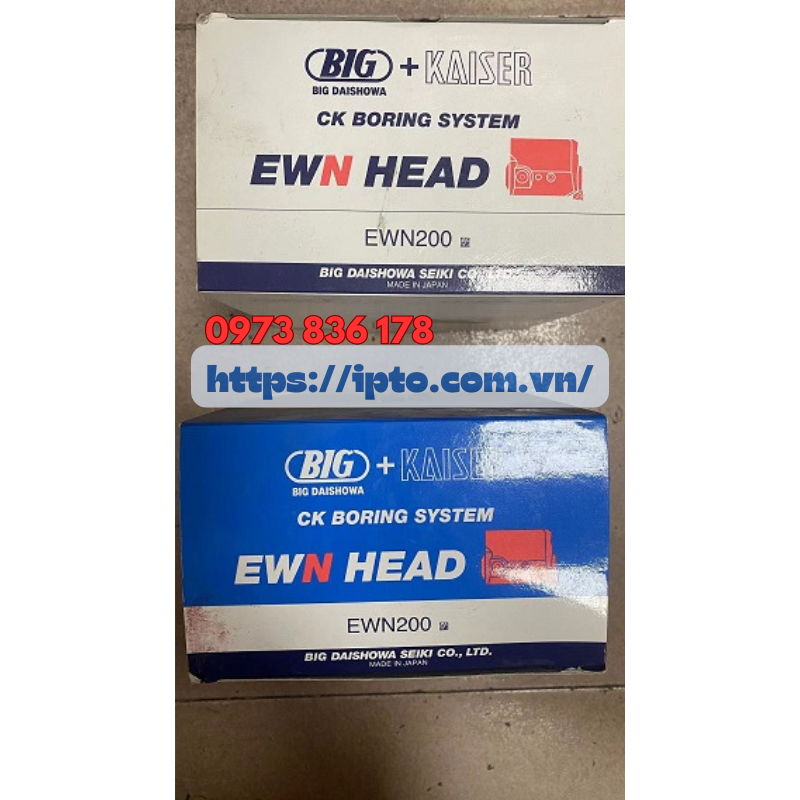 BIG + KAISER
BIG DAISHOWA
CK BORING SYSTEM
EWN HEAD
EWN200
BIG DAISHOWA SEIKI CO., LTD.
MADE IN JAPAN
0973 836 178
https://ipto.com.vn/
BIG + KAISER
BIG DAISHOWA
CK BORING SYSTEM
EWN HEAD
EWN200
BIG DAISHOWA SEIKI CO., LTD.
MADE IN JAPAN